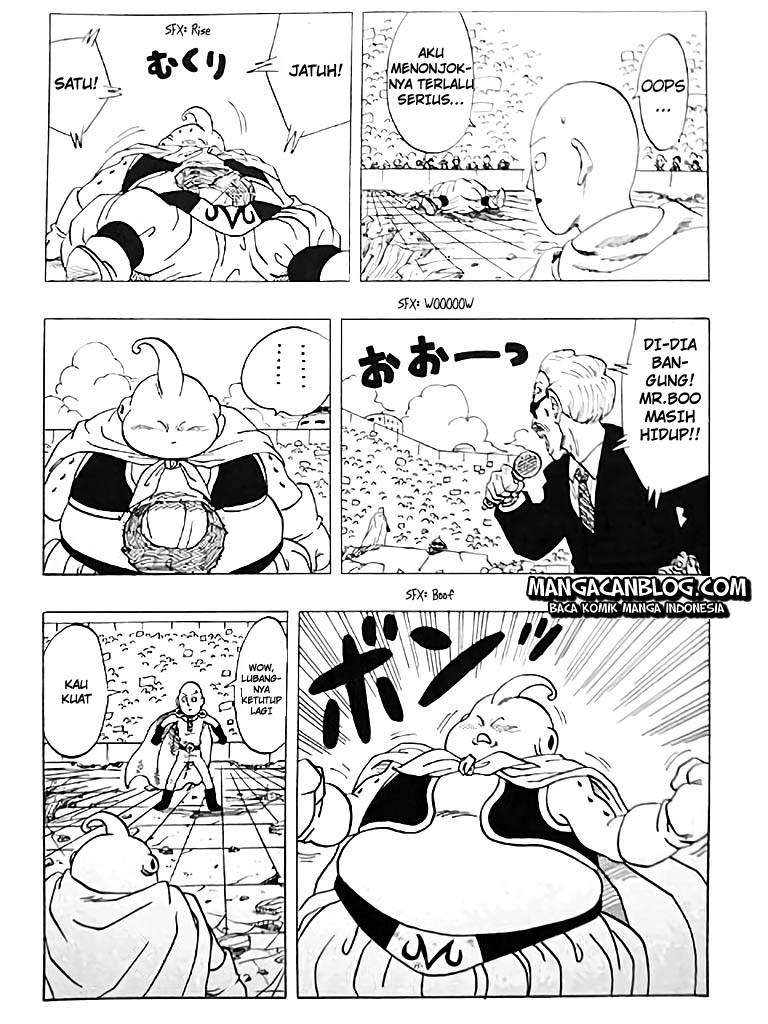 OOPS
...
AKU
MENONJOK-
NYA TERLALU
SERIUS...
SFX: Rise
むくり
JATUH!
SATU!
SFX: WOOOOOW
おおーっ
DI-DIA
BAN-
GUNG!
MR.BOO
MASIH
HIDUP!!
MANGACANBLOG.COM
BACA KOMIK MANGA INDONESIA
SFX: Boof
ボンッ
M
WOW,
LUBANG-
NYA
KETUTUP
LAGI
KAU
KUAT